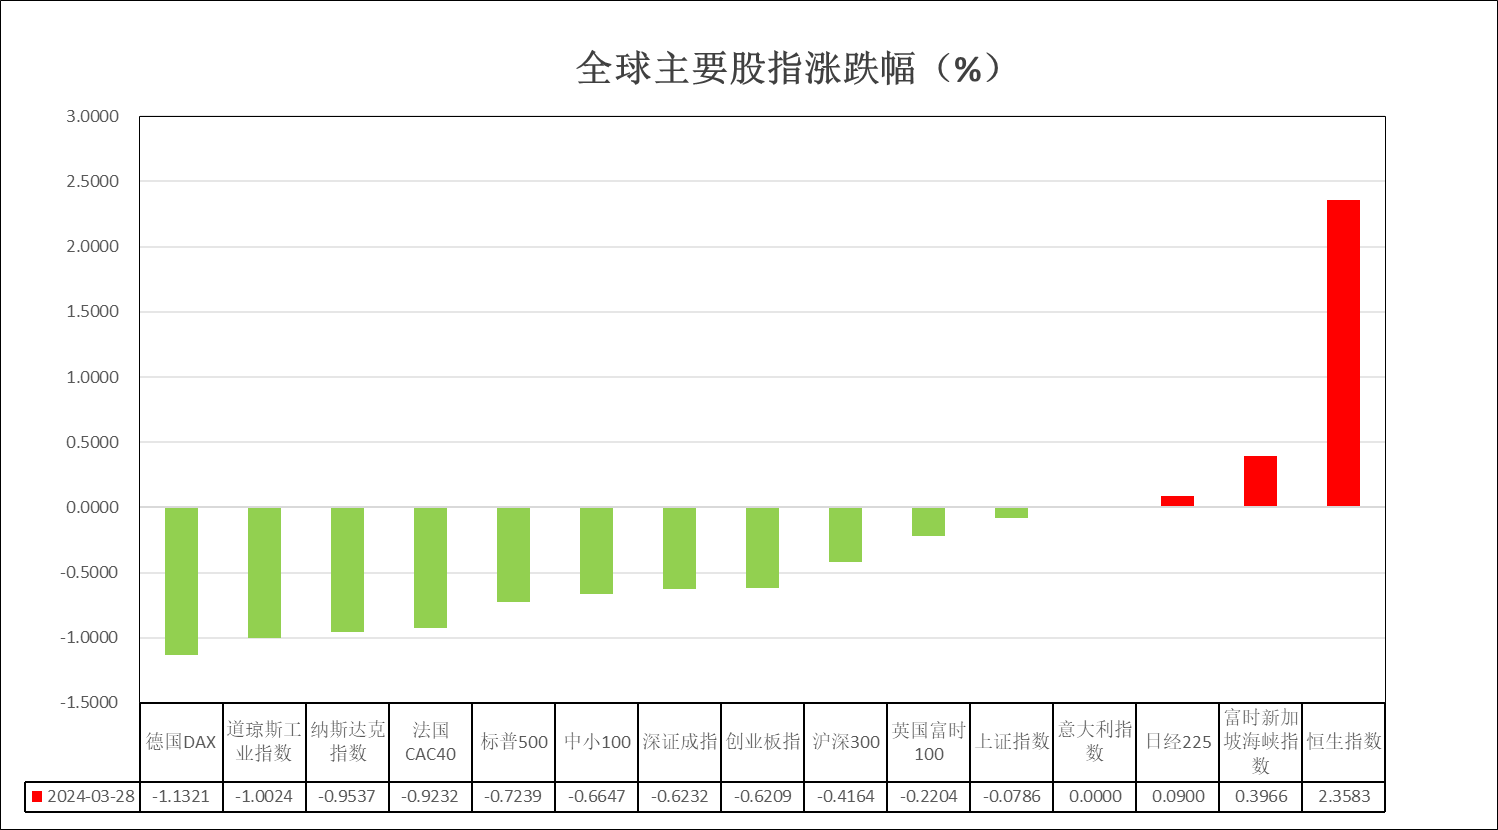 全球主要股指涨跌幅（%）
3.0000
2.5000
2.0000
1.5000
1.0000
0.5000
0.0000
-0.5000
-1.0000
-1.5000
德国DAX
道琼斯工
业指数
纳斯达克
指数
法国
CAC40
标普500
中小100
深证成指
创业板指
沪深300
英国富时
100
上证指数
意大利指
数
日经225
富时新加
坡海峡指
数
恒生指数
2024-03-28 -1.1321 -1.0024 -0.9537 -0.9232 -0.7239 -0.6647 -0.6232 -0.6209 -0.4164 -0.2204 -0.0786 0.0000 0.0900 0.3966 2.3583